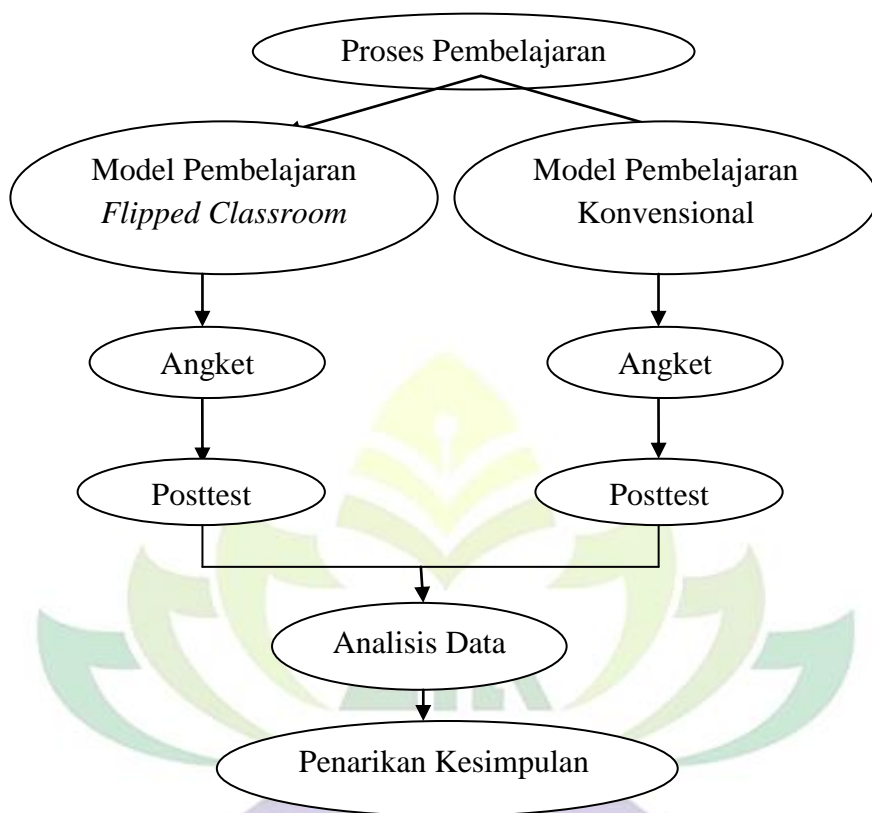 Proses Pembelajaran
Model Pembelajaran
Flipped Classroom
Model Pembelajaran
Konvensional
Angket
Angket
Posttest
Posttest
Analisis Data
Penarikan Kesimpulan